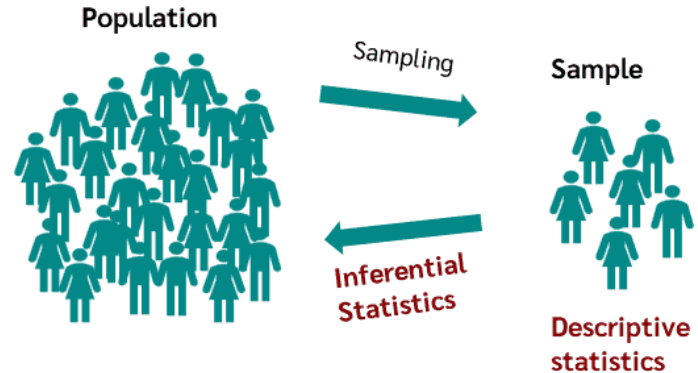 Population
Sampling
Sample
Inferential
Statistics
Descriptive
statistics